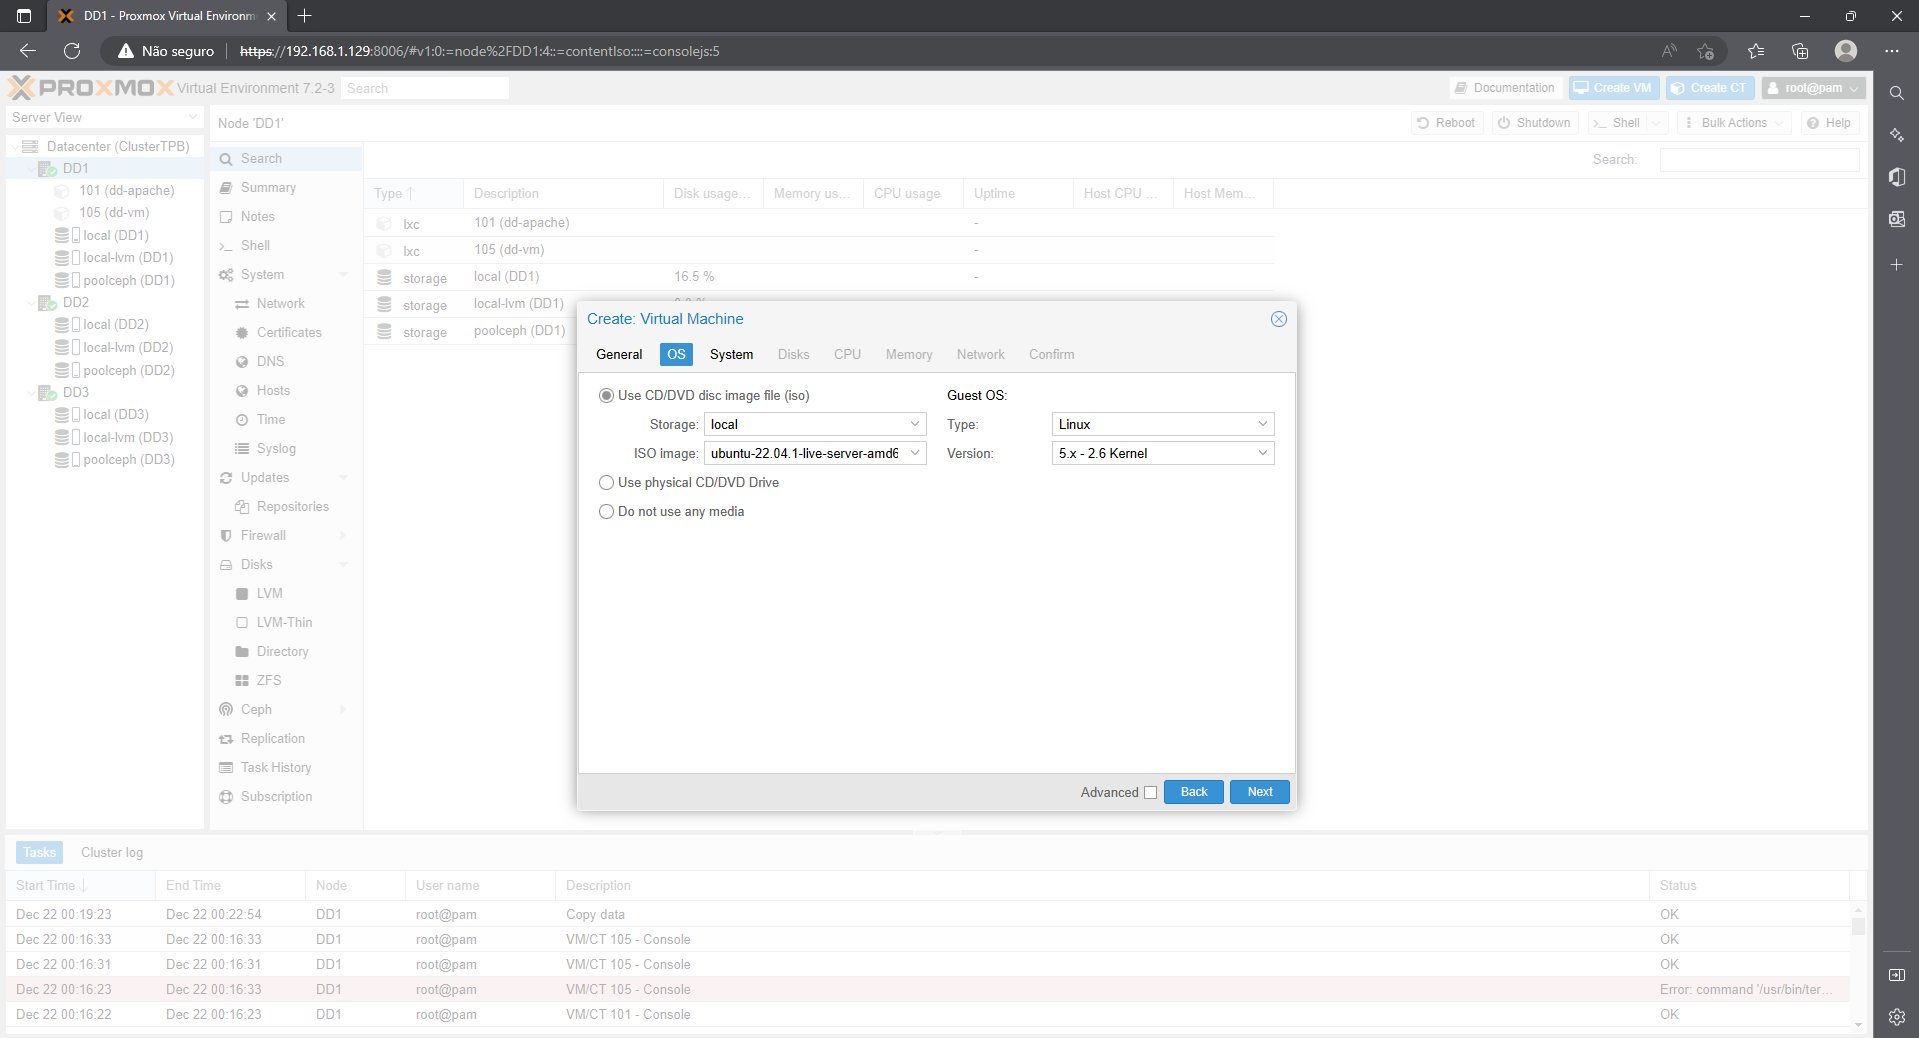 DD1 - Proxmox Virtual Environm
Não seguro
https://192.168.1.129:8006/#v1:0:=node%2FDD1:4::=contentIso::::=consolejs:5
PROXMOX Virtual Environment 7.2-3
Search
Documentation
Create VM
Create CT
root@pam
Server View
Node 'DD1'
Reboot
Shutdown
Shell
Bulk Actions
Help
Datacenter (ClusterTPB)
DD1
101 (dd-apache)
105 (dd-vm)
local (DD1)
local-lvm (DD1)
poolceph (DD1)
DD2
local (DD2)
local-lvm (DD2)
poolceph (DD2)
DD3
local (DD3)
local-lvm (DD3)
poolceph (DD3)
Search
Summary
Notes
Shell
System
Network
Certificates
DNS
Hosts
Time
Syslog
Updates
Repositories
Firewall
Disks
LVM
LVM-Thin
Directory
ZFS
Ceph
Replication
Task History
Subscription
Search:
Type Description Disk usage... Memory us... CPU usage Uptime Host CPU ... Host Mem...
lxc 101 (dd-apache) -
lxc 105 (dd-vm) -
storage local (DD1) 16.5 % -
storage local-lvm (DD1)
storage poolceph (DD1)
Create: Virtual Machine
General OS System Disks CPU Memory Network Confirm
Use CD/DVD disc image file (iso)
Storage: local
ISO image: ubuntu-22.04.1-live-server-amd6
Use physical CD/DVD Drive
Do not use any media
Guest OS:
Type: Linux
Version: 5.x - 2.6 Kernel
Advanced Back Next
Tasks Cluster log
Start Time End Time Node User name Description Status
Dec 22 00:19:23 Dec 22 00:22:54 DD1 root@pam Copy data OK
Dec 22 00:16:33 Dec 22 00:16:33 DD1 root@pam VM/CT 105 - Console OK
Dec 22 00:16:31 Dec 22 00:16:31 DD1 root@pam VM/CT 105 - Console OK
Dec 22 00:16:23 Dec 22 00:16:33 DD1 root@pam VM/CT 105 - Console Error: command '/usr/bin/ter...
Dec 22 00:16:22 Dec 22 00:16:23 DD1 root@pam VM/CT 101 - Console OK